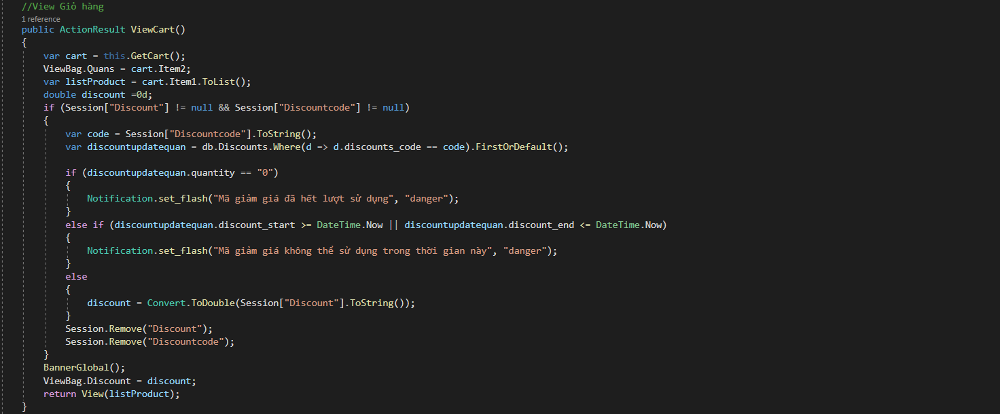 //View Giỏ hàng
1 reference
public ActionResult ViewCart()
{
var cart = this.GetCart();
ViewBag.Quans = cart.Item2;
var listProduct = cart.Item1.ToList();
double discount =0d;
if (Session["Discount"] != null && Session["Discountcode"] != null)
{
var code = Session["Discountcode"].ToString();
var discountupdatequan = db.Discounts.Where(d => d.discounts_code == code).FirstOrDefault();
if (discountupdatequan.quantity == "0")
{
Notification.set_flash("Mã giảm giá đã hết lượt sử dụng", "danger");
}
else if (discountupdatequan.discount_start >= DateTime.Now || discountupdatequan.discount_end <= DateTime.Now)
{
Notification.set_flash("Mã giảm giá không thể sử dụng trong thời gian này", "danger");
}
else
{
discount = Convert.ToDouble(Session["Discount"].ToString());
}
Session.Remove("Discount");
Session.Remove("Discountcode");
}
BannerGlobal();
ViewBag.Discount = discount;
return View(listProduct);
}